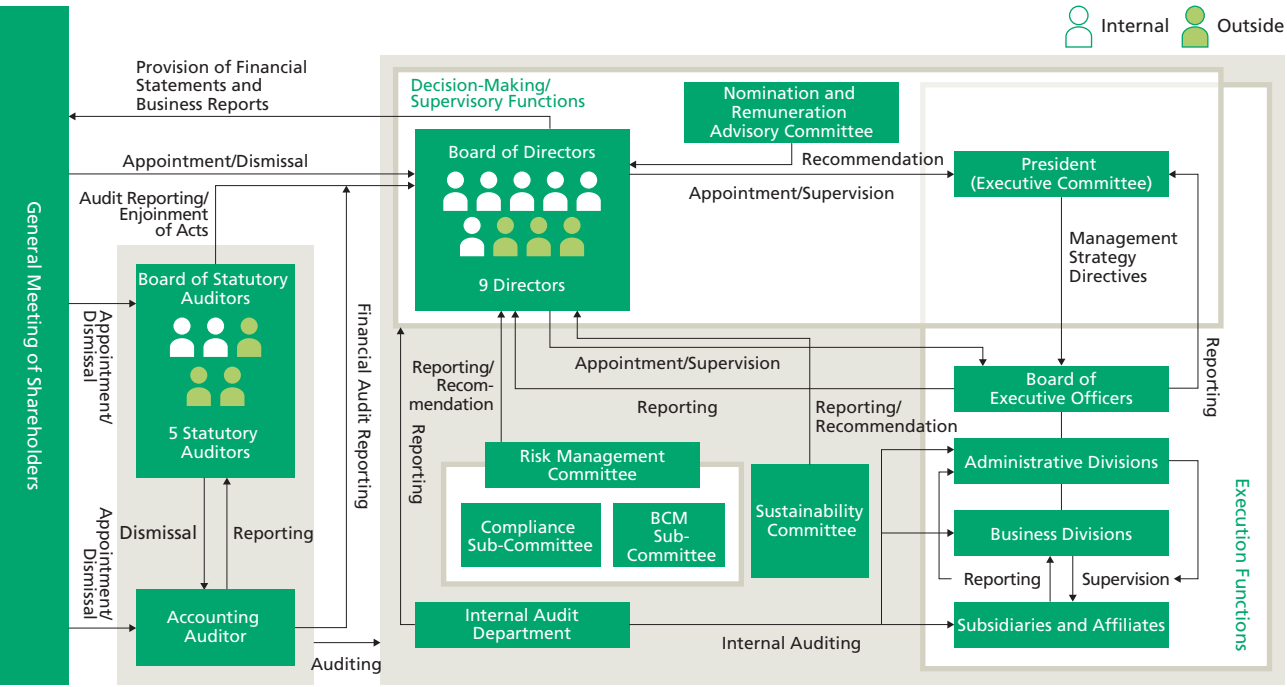 Internal
Outside
General Meeting of Shareholders
Provision of Financial
Statements and
Business Reports
Appointment/Dismissal
Audit Reporting/
Enjoinment
of Acts
Decision-Making/
Supervisory Functions
Board of Directors
9 Directors
Nomination and
Remuneration
Advisory Committee
Recommendation
Appointment/Supervision
President
(Executive Committee)
Management
Strategy
Directives
Reporting
Board of Statutory
Auditors
5 Statutory
Auditors
Appointment/
Dismissal
Financial Audit Reporting
Dismissal
Reporting
Appointment/
Dismissal
Accounting
Auditor
Auditing
Reporting/
Recom-
mendation
Reporting
Appointment/Supervision
Reporting
Reporting/
Recommendation
Board of
Executive Officers
Risk Management
Committee
Compliance
Sub-Committee
BCM
Sub-
Committee
Sustainability
Committee
Administrative Divisions
Business Divisions
Reporting
Supervision
Subsidiaries and Affiliates
Internal Audit
Department
Internal Auditing
Execution Functions